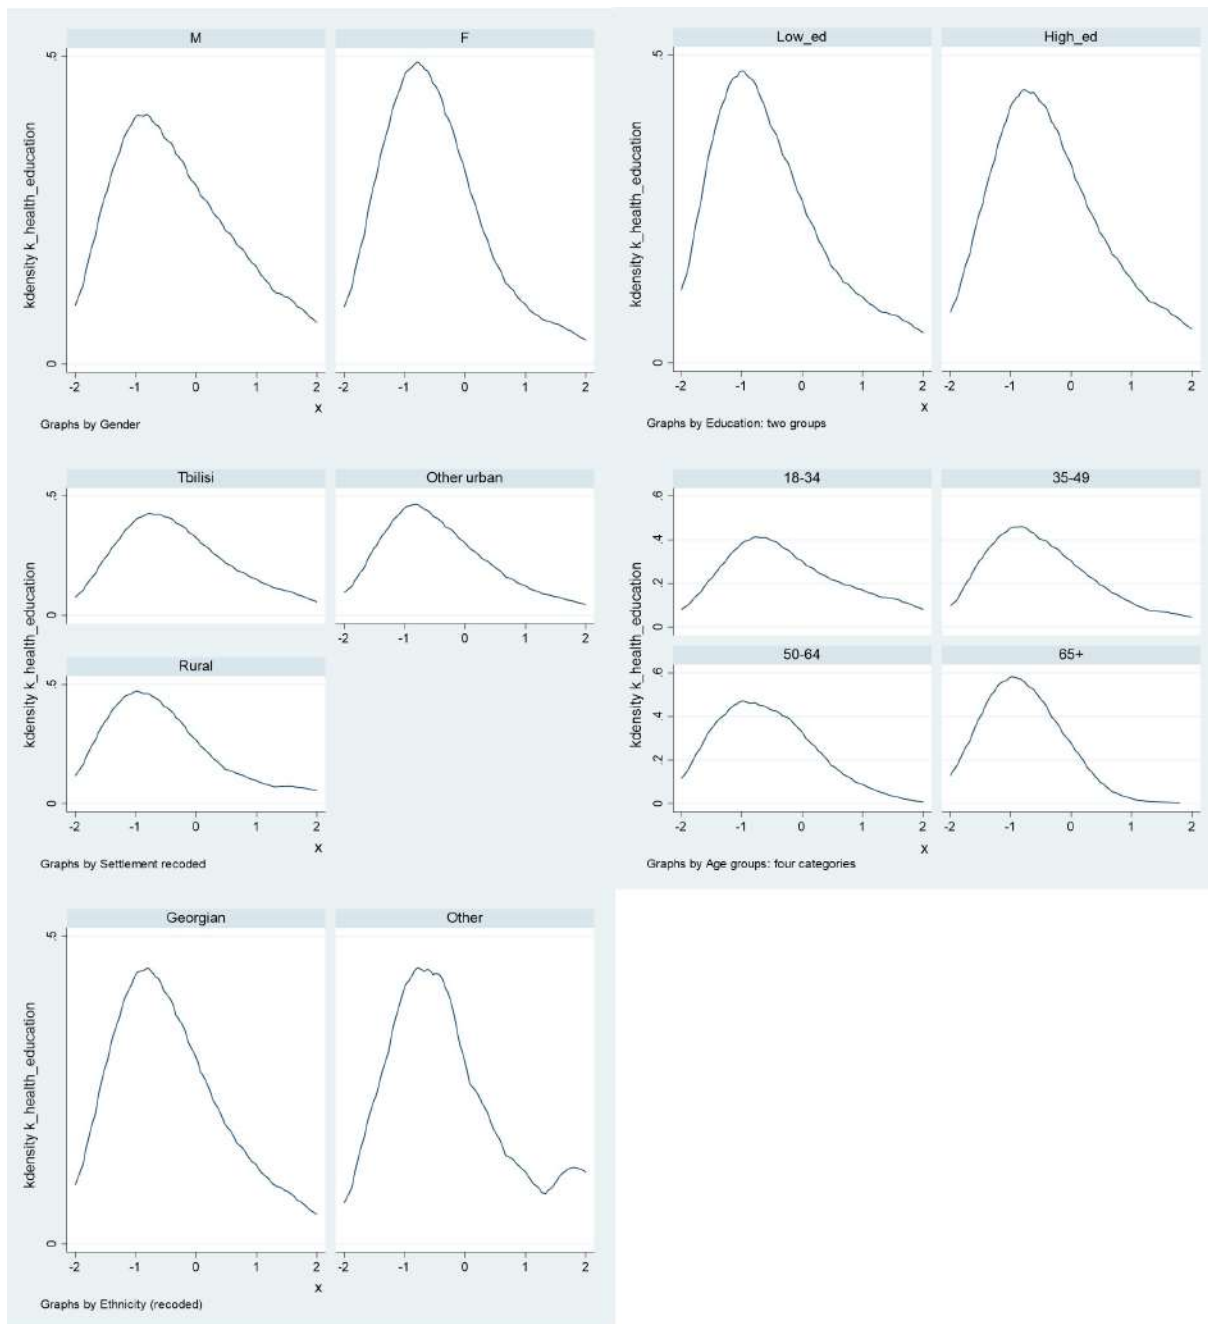 M F
.5
0
kdensity k_health_education
-2 -1 0 1 2 -2 -1 0 1 2
x
Graphs by Gender
Low_ed High_ed
.5
0
kdensity k_health_education
-2 -1 0 1 2 -2 -1 0 1 2
x
Graphs by Education: two groups
Tbilisi Other urban
.5
0
-2 -1 0 1 2
Rural
.5
0
kdensity k_health_education
-2 -1 0 1 2
x
Graphs by Settlement recoded
18-34 35-49
.6
.4
.2
0
50-64 65+
.6
.4
.2
0
kdensity k_health_education
-2 -1 0 1 2 -2 -1 0 1 2
x
Graphs by Age groups: four categories
Georgian Other
.5
0
kdensity k_health_education
-2 -1 0 1 2 -2 -1 0 1 2
x
Graphs by Ethnicity (recoded)